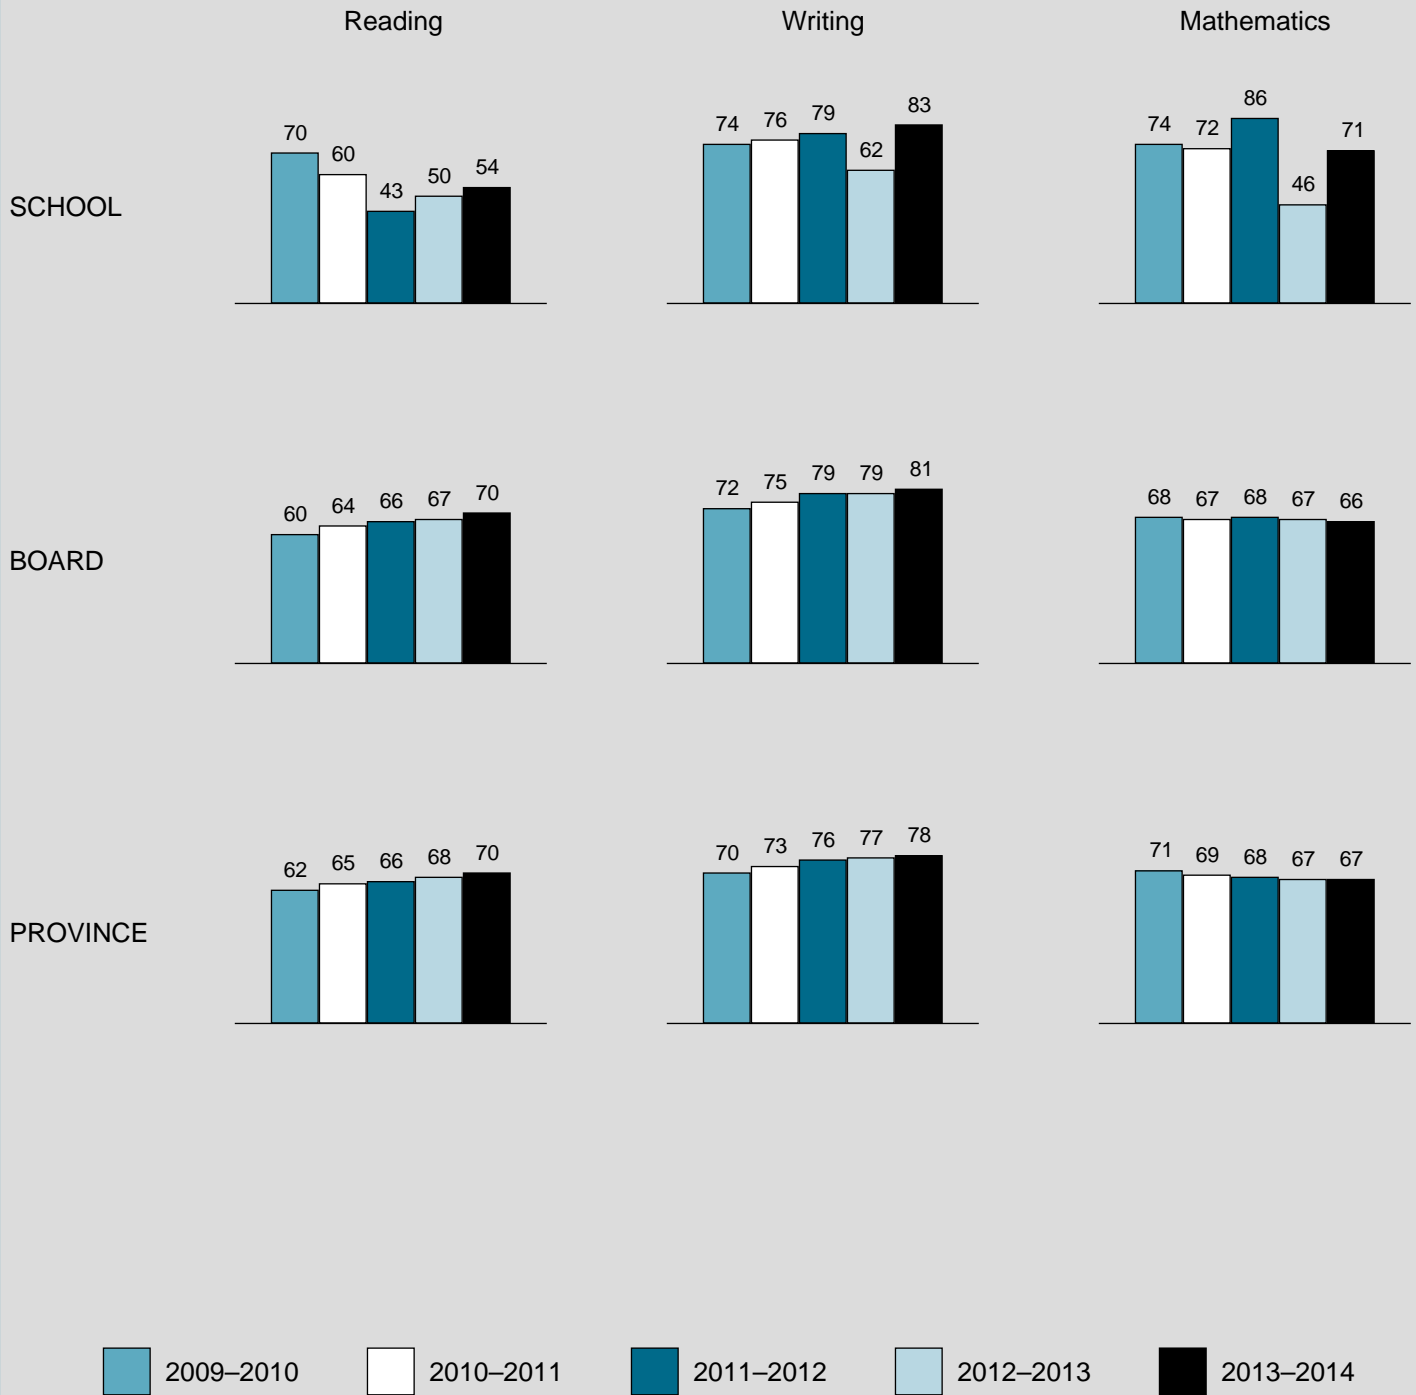 Reading Writing Mathematics
SCHOOL
70 60 43 50 54
74 76 79 62 83
74 72 86 46 71
BOARD
60 64 66 67 70
72 75 79 79 81
68 67 68 67 66
PROVINCE
62 65 66 68 70
70 73 76 77 78
71 69 68 67 67
2009–2010 2010–2011 2011–2012 2012–2013 2013–2014